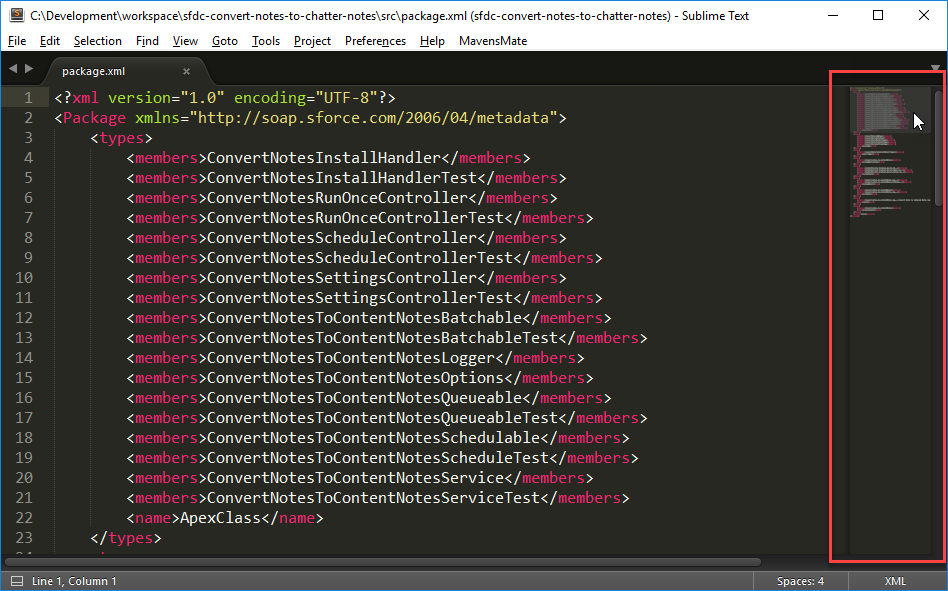 C:\Development\workspace\sfdc-convert-notes-to-chatter-notes\src\package.xml (sfdc-convert-notes-to-chatter-notes) - Sublime Text
File Edit Selection Find View Goto Tools Project Preferences Help MavensMate
package.xml
1 <?xml version="1.0" encoding="UTF-8"?>
2 <Package xmlns="http://soap.sforce.com/2006/04/metadata">
3 <types>
4 <members>ConvertNotesInstallHandler</members>
5 <members>ConvertNotesInstallHandlerTest</members>
6 <members>ConvertNotesRunOnceController</members>
7 <members>ConvertNotesRunOnceControllerTest</members>
8 <members>ConvertNotesScheduleController</members>
9 <members>ConvertNotesScheduleControllerTest</members>
10 <members>ConvertNotesSettingsController</members>
11 <members>ConvertNotesSettingsControllerTest</members>
12 <members>ConvertNotesToContentNotesBatchable</members>
13 <members>ConvertNotesToContentNotesBatchableTest</members>
14 <members>ConvertNotesToContentNotesLogger</members>
15 <members>ConvertNotesToContentNotesOptions</members>
16 <members>ConvertNotesToContentNotesQueueable</members>
17 <members>ConvertNotesToContentNotesQueueableTest</members>
18 <members>ConvertNotesToContentNotesSchedulable</members>
19 <members>ConvertNotesToContentNotesScheduleTest</members>
20 <members>ConvertNotesToContentNotesService</members>
21 <members>ConvertNotesToContentNotesServiceTest</members>
22 <name>ApexClass</name>
23 </types>
Line 1, Column 1
Spaces: 4
XML